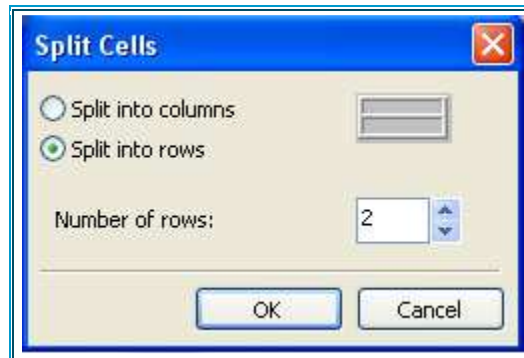 Split Cells
Split into columns
Split into rows
Number of rows: 2
OK Cancel